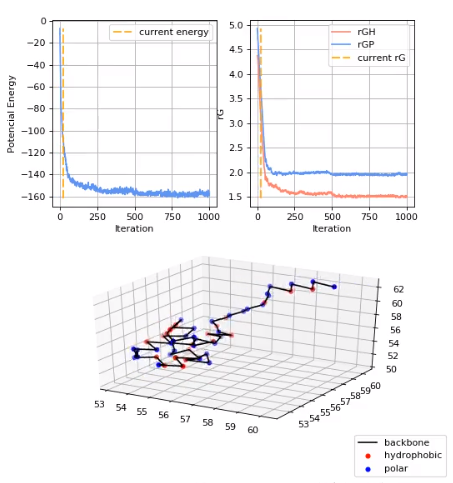 0
−20
−40
−60
−80
−100
−120
−140
−160
Potencial Energy
current energy
0 250 500 750 1000
Iteration
5.0
4.5
4.0
3.5
3.0
2.5
2.0
1.5
rG
rGH
rGP
current rG
0 250 500 750 1000
Iteration
62
60
58
56
54
52
50
53 54 55 56 57 58 59 60
53 54 55 56 57 58 59 60
backbone
hydrophobic
polar